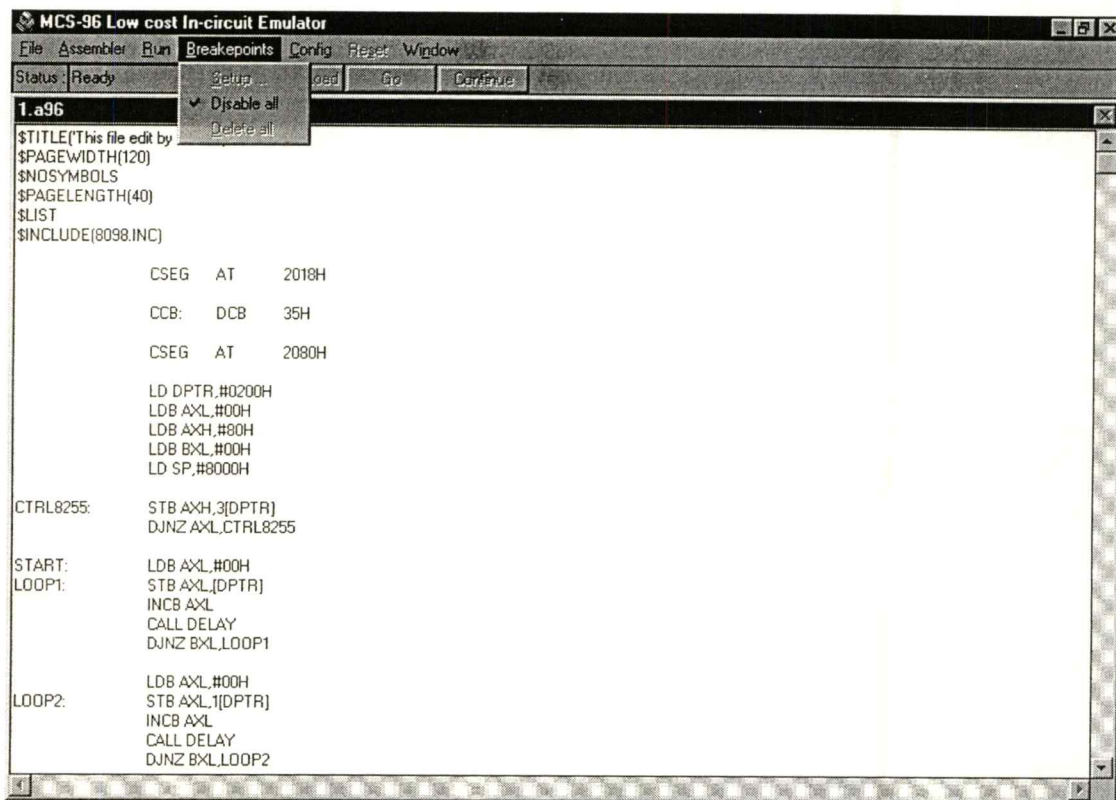 MCS-96 Low cost In-circuit Emulator
File Assembler Run Breakepoints Config Reset Window
Status : Ready oad Go Continue
Setup ...
Disable all
Delete all
1.a96
$TITLE('This file edit by
$PAGEWIDTH(120)
$NOSYMBOLS
$PAGELENGTH(40)
$LIST
$INCLUDE(8098.INC)
CSEG AT 2018H
CCB: DCB 35H
CSEG AT 2080H
LD DPTR,#0200H
LDB AXL,#00H
LDB AXH,#80H
LDB BXL,#00H
LD SP,#8000H
CTRL8255: STB AXH,3[DPTR]
DJNZ AXL,CTRL8255
START: LDB AXL,#00H
LOOP1: STB AXL,[DPTR]
INCB AXL
CALL DELAY
DJNZ BXL,LOOP1
LDB AXL,#00H
LOOP2: STB AXL,1[DPTR]
INCB AXL
CALL DELAY
DJNZ BXL,LOOP2